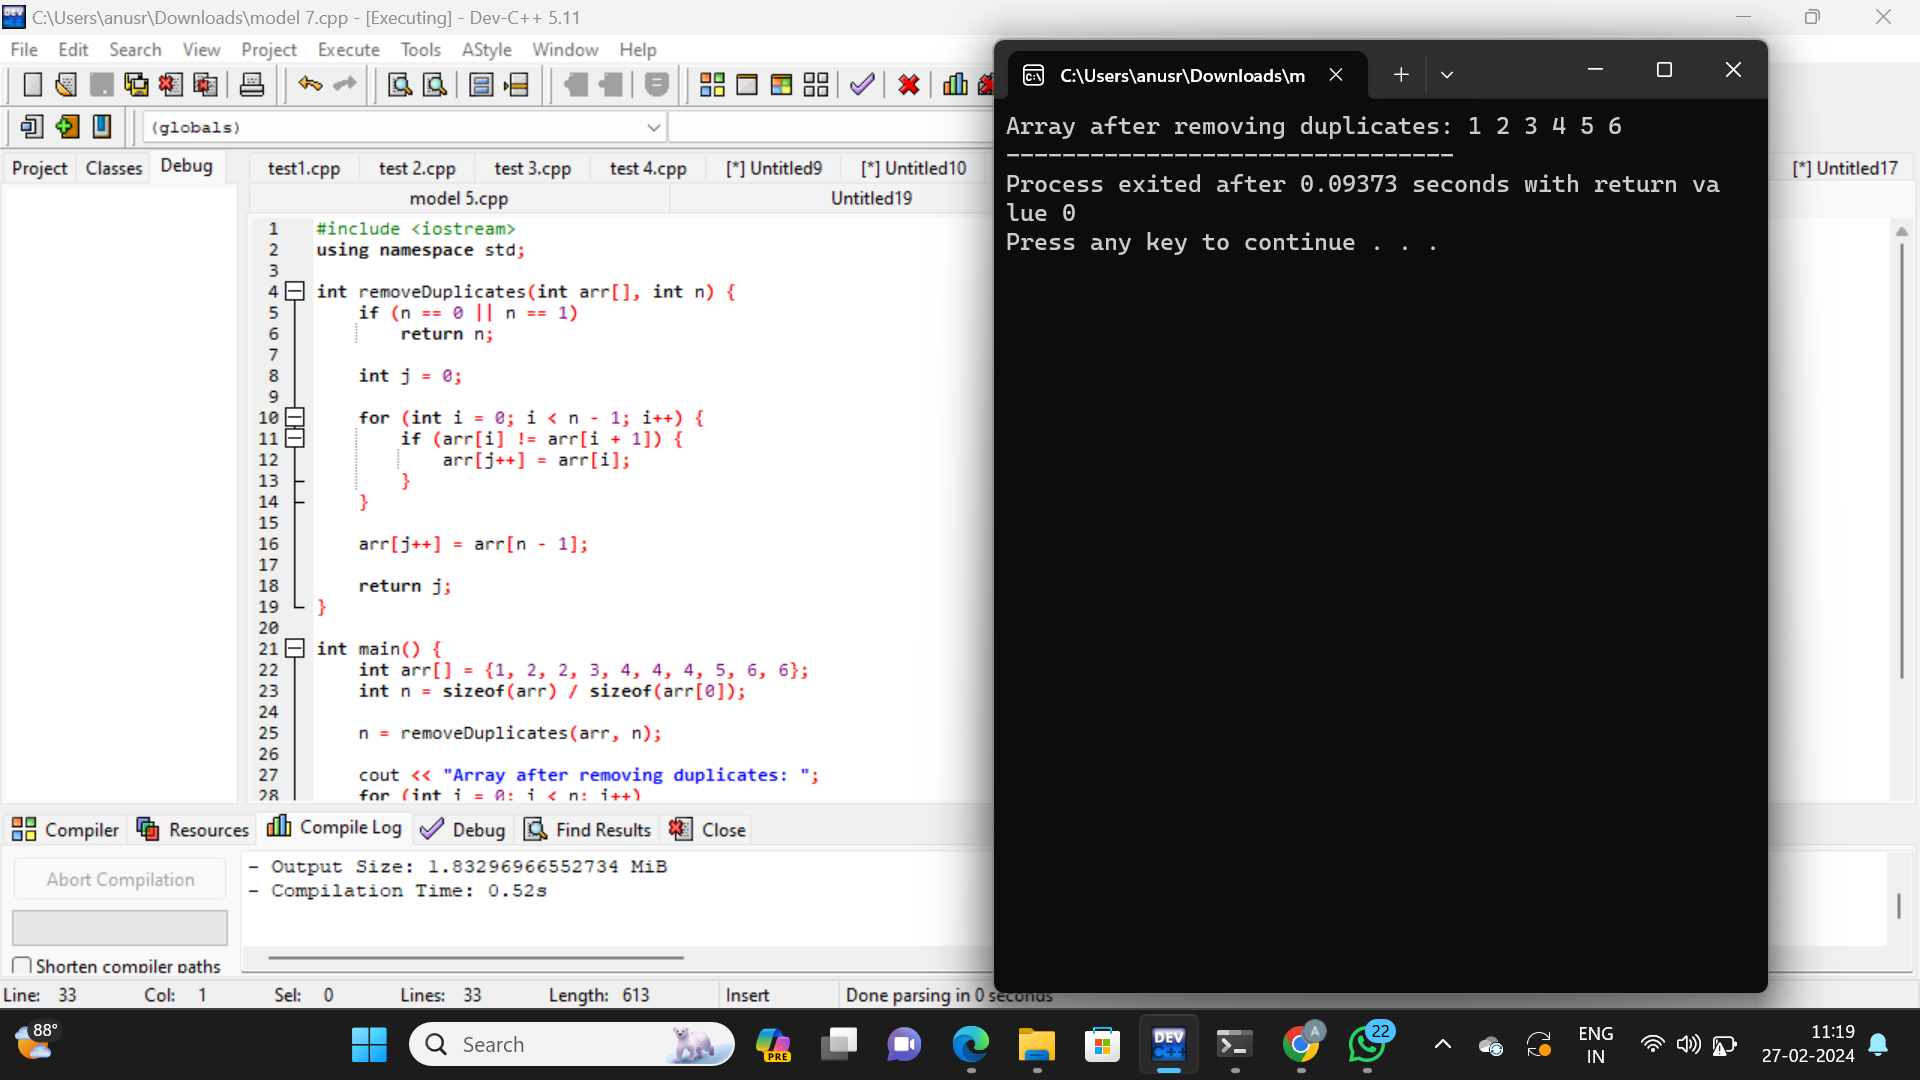 C:\Users\anusr\Downloads\model 7.cpp - [Executing] - Dev-C++ 5.11
File Edit Search View Project Execute Tools AStyle Window Help
(globals)
Project Classes Debug
test1.cpp test 2.cpp test 3.cpp test 4.cpp [*] Untitled9 [*] Untitled10 [*] Untitled17
model 5.cpp Untitled19
1 #include <iostream>
2 using namespace std;
3
4 int removeDuplicates(int arr[], int n) {
5 if (n == 0 || n == 1)
6 return n;
7
8 int j = 0;
9
10 for (int i = 0; i < n - 1; i++) {
11 if (arr[i] != arr[i + 1]) {
12 arr[j++] = arr[i];
13 }
14 }
15
16 arr[j++] = arr[n - 1];
17
18 return j;
19 }
20
21 int main() {
22 int arr[] = {1, 2, 2, 3, 4, 4, 4, 5, 6, 6};
23 int n = sizeof(arr) / sizeof(arr[0]);
24
25 n = removeDuplicates(arr, n);
26
27 cout << "Array after removing duplicates: ";
28 for (int i = 0; i < n; i++)
C:\Users\anusr\Downloads\m
Array after removing duplicates: 1 2 3 4 5 6
--------------------------------
Process exited after 0.09373 seconds with return va
lue 0
Press any key to continue . . .
Compiler Resources Compile Log Debug Find Results Close
Abort Compilation
Shorten compiler paths
- Output Size: 1.83296966552734 MiB
- Compilation Time: 0.52s
Line: 33 Col: 1 Sel: 0 Lines: 33 Length: 613 Insert Done parsing in 0 seconds
88°
Search
PRE
DEV
C++
A
22
ENG
IN
11:19
27-02-2024